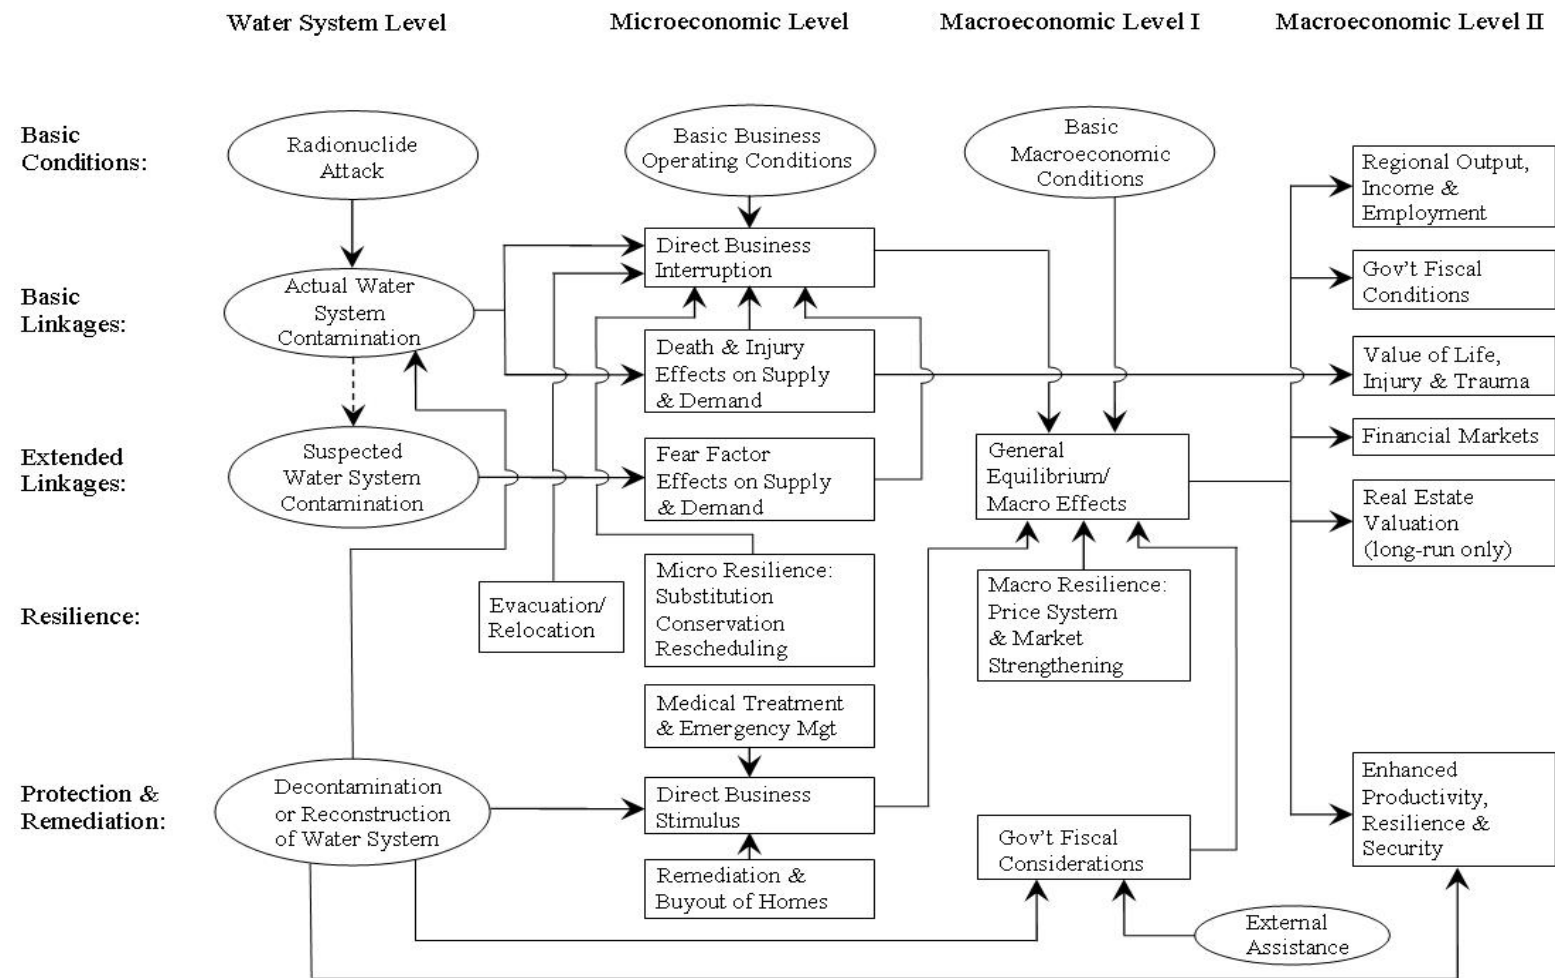 Water System Level
Microeconomic Level
Macroeconomic Level I
Macroeconomic Level II
Basic
Conditions:
Radionuclide
Attack
Basic Business
Operating Conditions
Basic
Macroeconomic
Conditions
Regional Output,
Income &
Employment
Direct Business
Interruption
Gov't Fiscal
Conditions
Basic
Linkages:
Actual Water
System
Contamination
Death & Injury
Effects on Supply
& Demand
Value of Life,
Injury & Trauma
Financial Markets
Extended
Linkages:
Suspected
Water System
Contamination
Fear Factor
Effects on Supply
& Demand
General
Equilibrium/
Macro Effects
Real Estate
Valuation
(long-run only)
Resilience:
Evacuation/
Relocation
Micro Resilience:
Substitution
Conservation
Rescheduling
Macro Resilience:
Price System
& Market
Strengthening
Medical Treatment
& Emergency Mgt
Protection &
Remediation:
Decontamination
or Reconstruction
of Water System
Direct Business
Stimulus
Gov't Fiscal
Considerations
Enhanced
Productivity,
Resilience &
Security
Remediation &
Buyout of Homes
External
Assistance